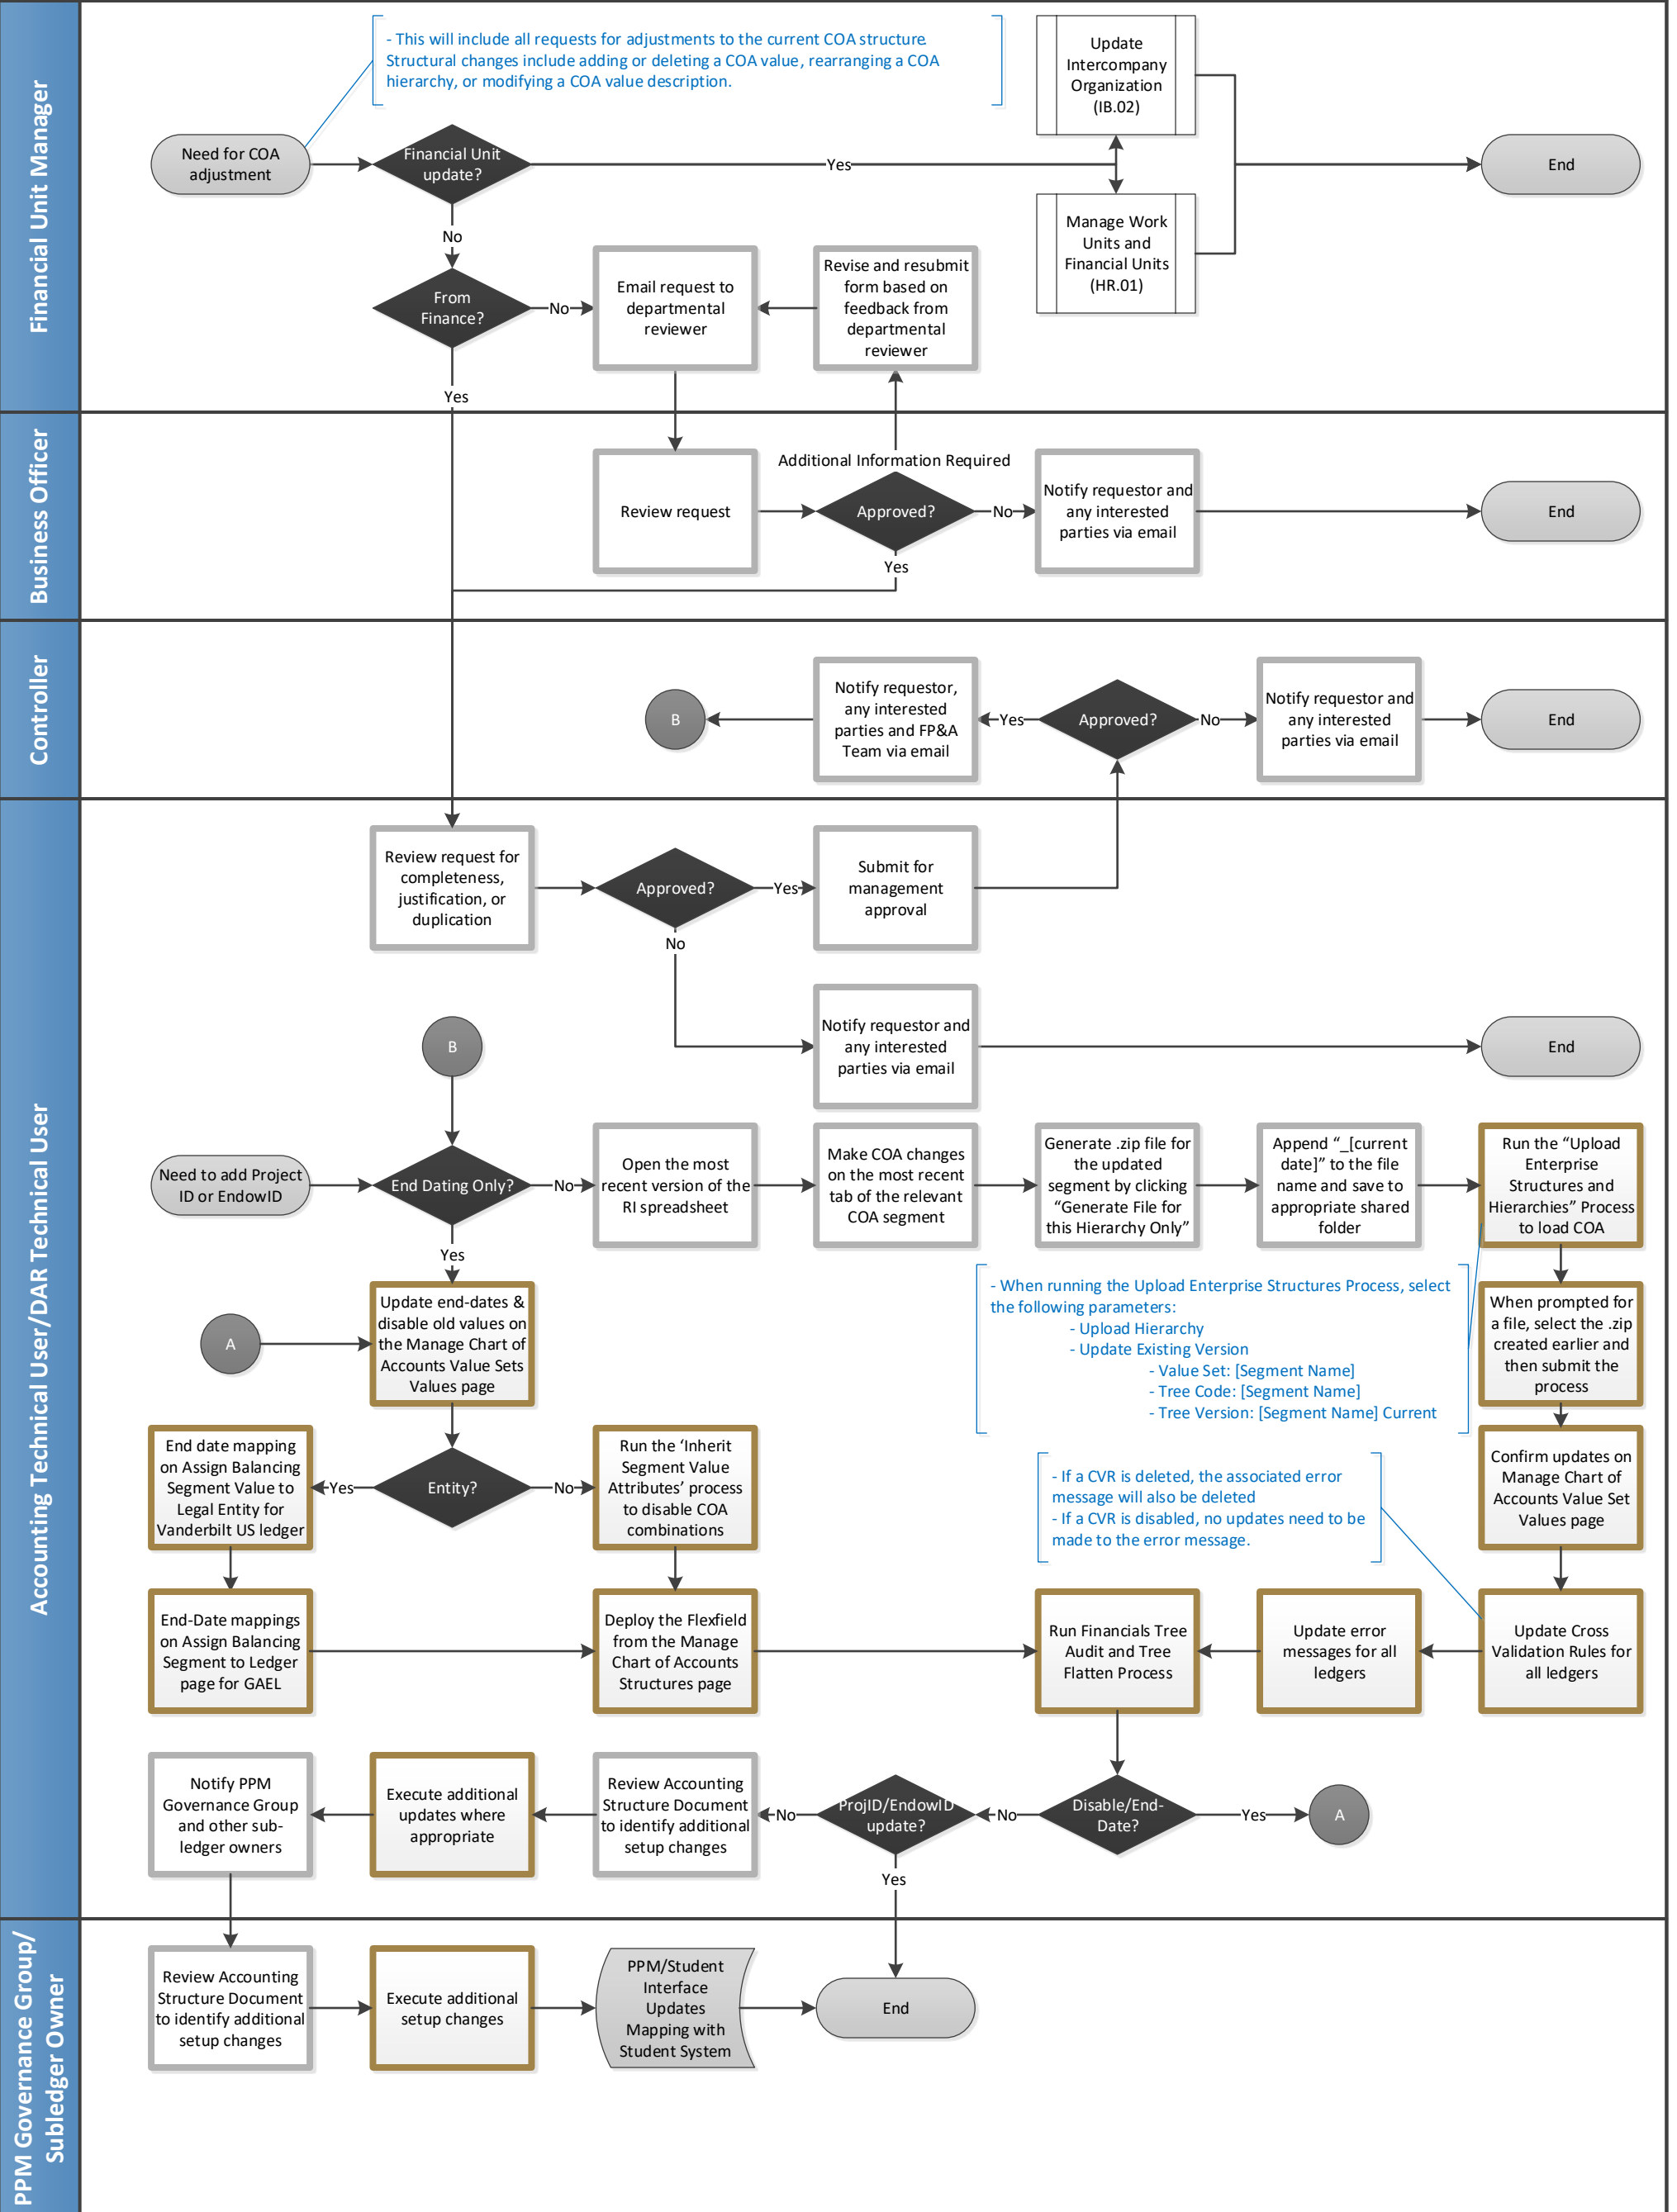 Financial Unit Manager
- This will include all requests for adjustments to the current COA structure.
Structural changes include adding or deleting a COA value, rearranging a COA
hierarchy, or modifying a COA value description.
Need for COA
adjustment
Financial Unit
update?
Yes
Update
Intercompany
Organization
(IB.02)
Manage Work
Units and
Financial Units
(HR.01)
End
No
From
Finance?
No
Email request to
departmental
reviewer
Revise and resubmit
form based on
feedback from
departmental
reviewer
Yes
Business Officer
Review request
Additional Information Required
Approved?
No
Notify requestor and
any interested
parties via email
End
Yes
Controller
B
Notify requestor,
any interested
parties and FP&A
Team via email
Yes
Approved?
No
Notify requestor and
any interested
parties via email
End
Accounting Technical User/DAR Technical User
Review request for
completeness,
justification, or
duplication
Approved?
Yes
Submit for
management
approval
No
Notify requestor and
any interested
parties via email
End
B
Need to add Project
ID or EndowID
End Dating Only?
No
Open the most
recent version of the
RI spreadsheet
Make COA changes
on the most recent
tab of the relevant
COA segment
Generate .zip file for
the updated
segment by clicking
“Generate File for
this Hierarchy Only”
Append “_[current
date]” to the file
name and save to
appropriate shared
folder
Run the “Upload
Enterprise
Structures and
Hierarchies” Process
to load COA
Yes
- When running the Upload Enterprise Structures Process, select
the following parameters:
- Upload Hierarchy
- Update Existing Version
- Value Set: [Segment Name]
- Tree Code: [Segment Name]
- Tree Version: [Segment Name] Current
A
Update end-dates &
disable old values on
the Manage Chart of
Accounts Value Sets
Values page
When prompted for
a file, select the .zip
created earlier and
then submit the
process
End date mapping
on Assign Balancing
Segment Value to
Legal Entity for
Vanderbilt US ledger
Yes
Entity?
No
Run the ‘Inherit
Segment Value
Attributes’ process
to disable COA
combinations
- If a CVR is deleted, the associated error
message will also be deleted
- If a CVR is disabled, no updates need to be
made to the error message.
Confirm updates on
Manage Chart of
Accounts Value Set
Values page
End-Date mappings
on Assign Balancing
Segment to Ledger
page for GAEL
Deploy the Flexfield
from the Manage
Chart of Accounts
Structures page
Run Financials Tree
Audit and Tree
Flatten Process
Update error
messages for all
ledgers
Update Cross
Validation Rules for
all ledgers
Notify PPM
Governance Group
and other sub-
ledger owners
Execute additional
updates where
appropriate
Review Accounting
Structure Document
to identify additional
setup changes
No
ProjID/EndowID
update?
No
Disable/End-
Date?
Yes
A
Yes
PPM Governance Group/
Subledger Owner
Review Accounting
Structure Document
to identify additional
setup changes
Execute additional
setup changes
PPM/Student
Interface
Updates
Mapping with
Student System
End